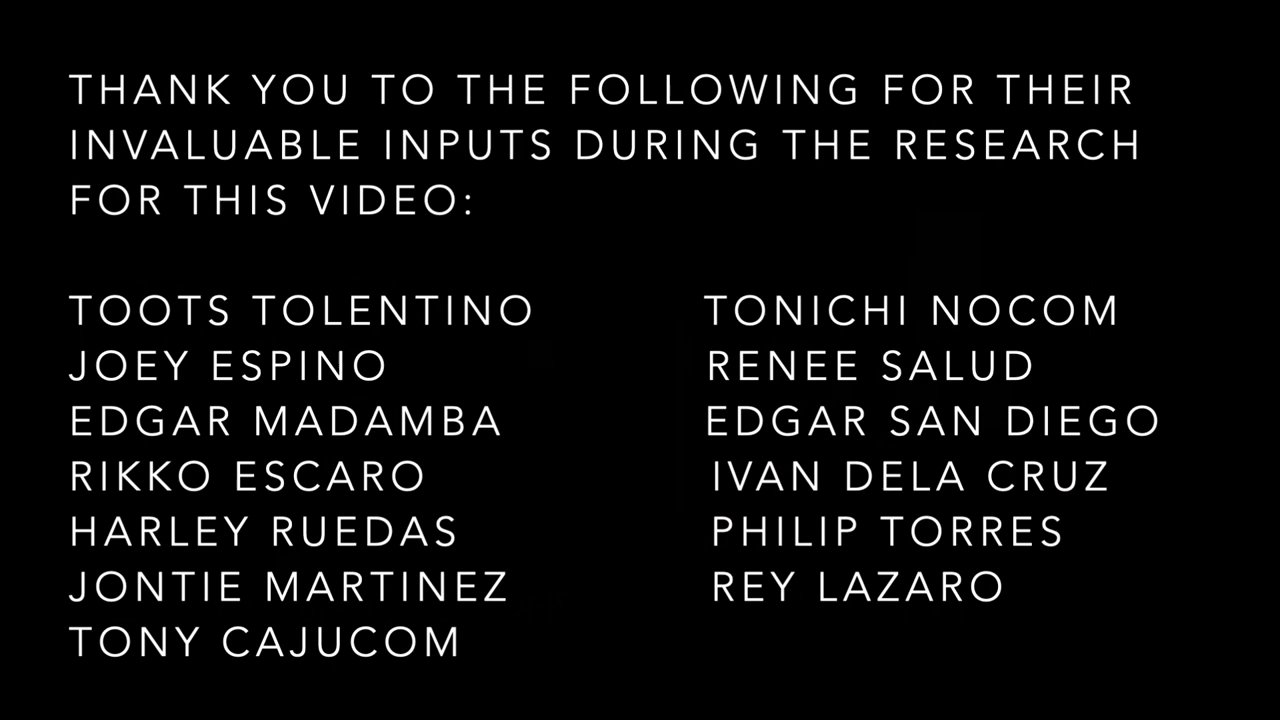 THANK YOU TO THE FOLLOWING FOR THEIR
INVALUABLE INPUTS DURING THE RESEARCH
FOR THIS VIDEO:
TOOTS TOLENTINO
JOEY ESPINO
EDGAR MADAMBA
RIKKO ESCARO
HARLEY RUEDAS
JONTIE MARTINEZ
TONY CAJUCOM
TONICHI NOCOM
RENEE SALUD
EDGAR SAN DIEGO
IVAN DELA CRUZ
PHILIP TORRES
REY LAZARO